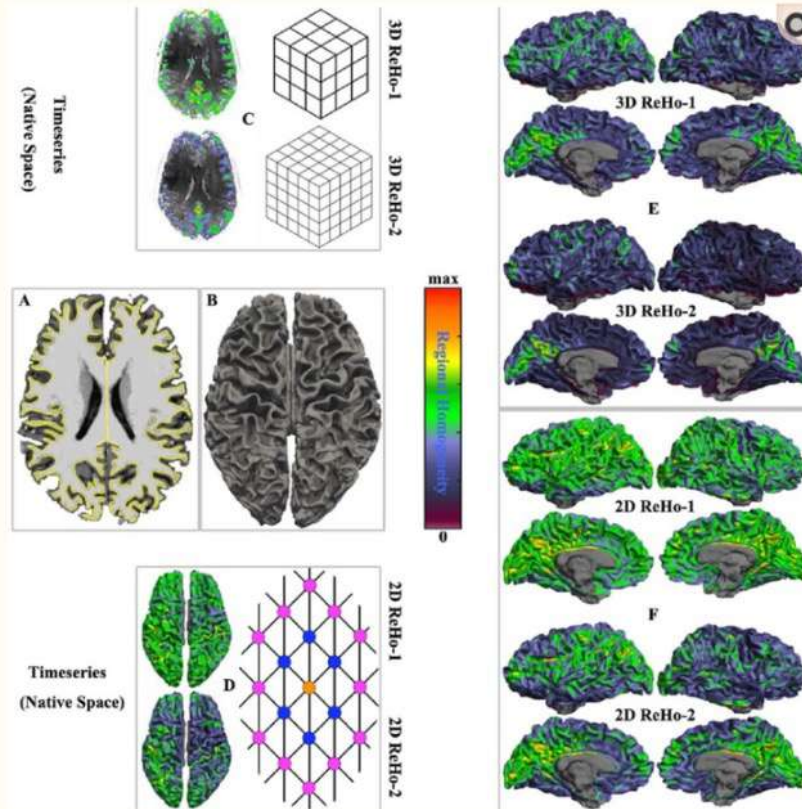 Timeseries
(Native Space)
C
3D ReHo-1
3D ReHo-2
3D ReHo-1
E
3D ReHo-2
A
B
max
Regional Homogneity
0
2D ReHo-1
F
2D ReHo-2
Timeseries
(Native Space)
D
2D ReHo-1
2D ReHo-2